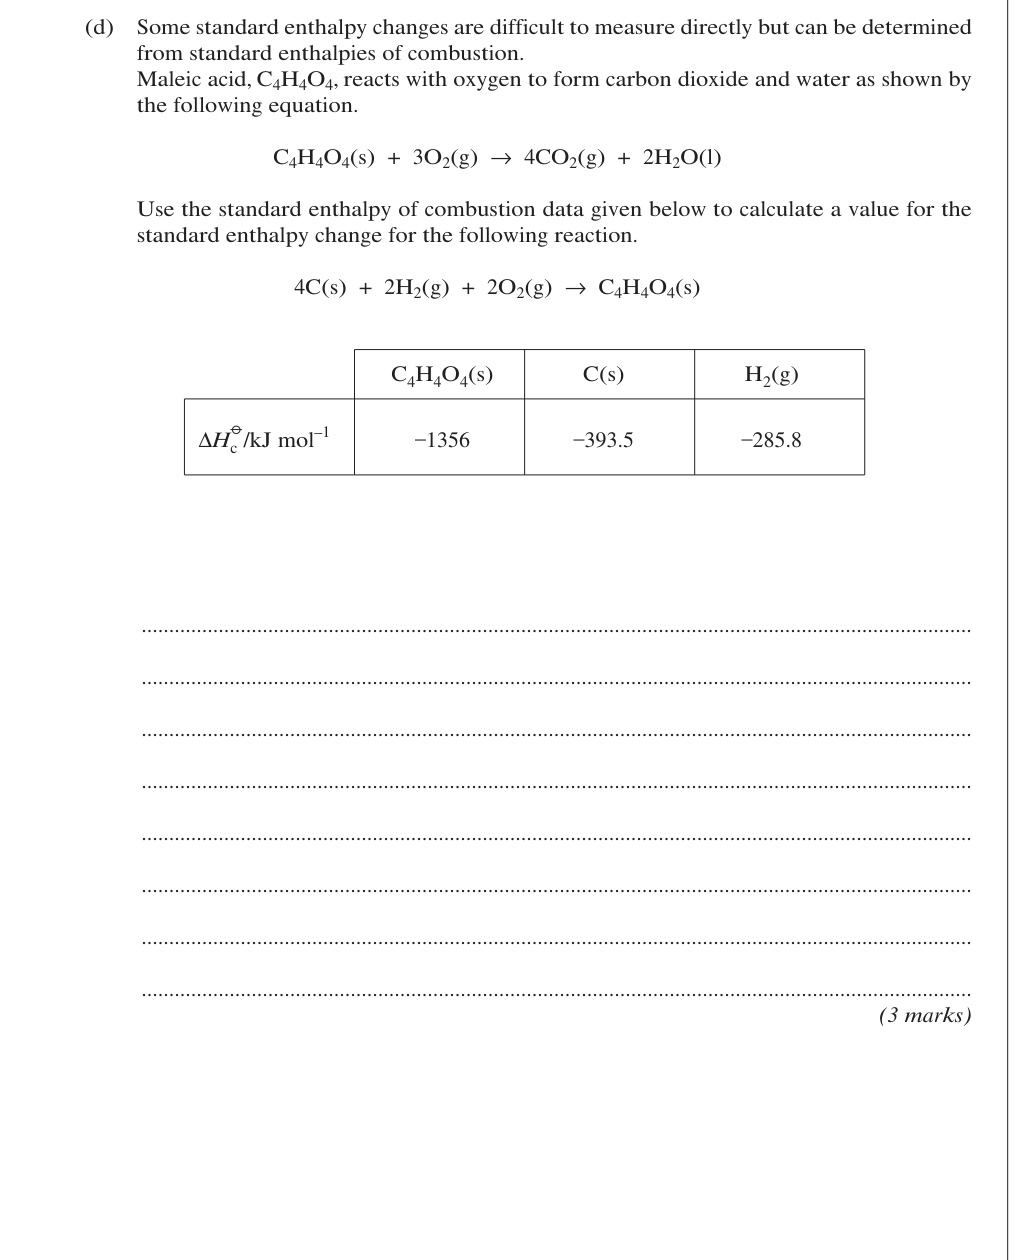 (d) Some standard enthalpy changes are difficult to measure directly but can be determined
from standard enthalpies of combustion.
Maleic acid, C₄H₄O₄, reacts with oxygen to form carbon dioxide and water as shown by
the following equation.
C₄H₄O₄(s) + 3O₂(g) → 4CO₂(g) + 2H₂O(l)
Use the standard enthalpy of combustion data given below to calculate a value for the
standard enthalpy change for the following reaction.
4C(s) + 2H₂(g) + 2O₂(g) → C₄H₄O₄(s)
C₄H₄O₄(s) C(s) H₂(g)
ΔH⦵c/kJ mol⁻¹ −1356 −393.5 −285.8
(3 marks)